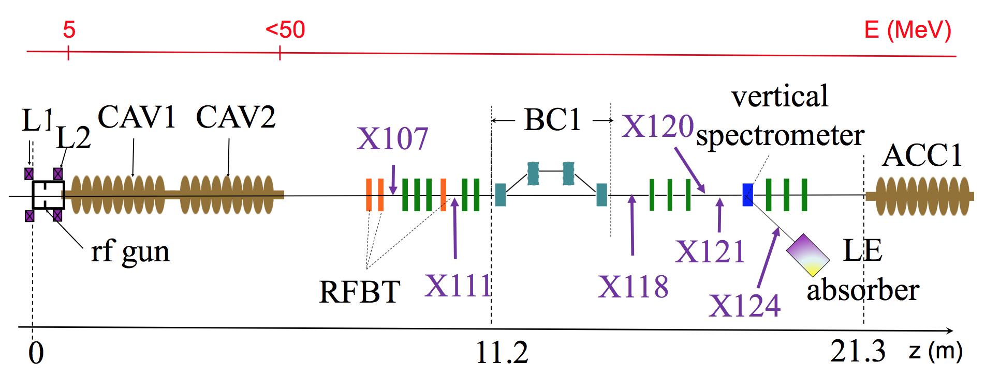 5 <50 E (MeV)
L1 CAV1 CAV2 BC1 vertical
L2 X107 X120 spectrometer
ACC1
rf gun X121 LE
RFBT X111 X118 absorber
X124
0 11.2 21.3 z (m)